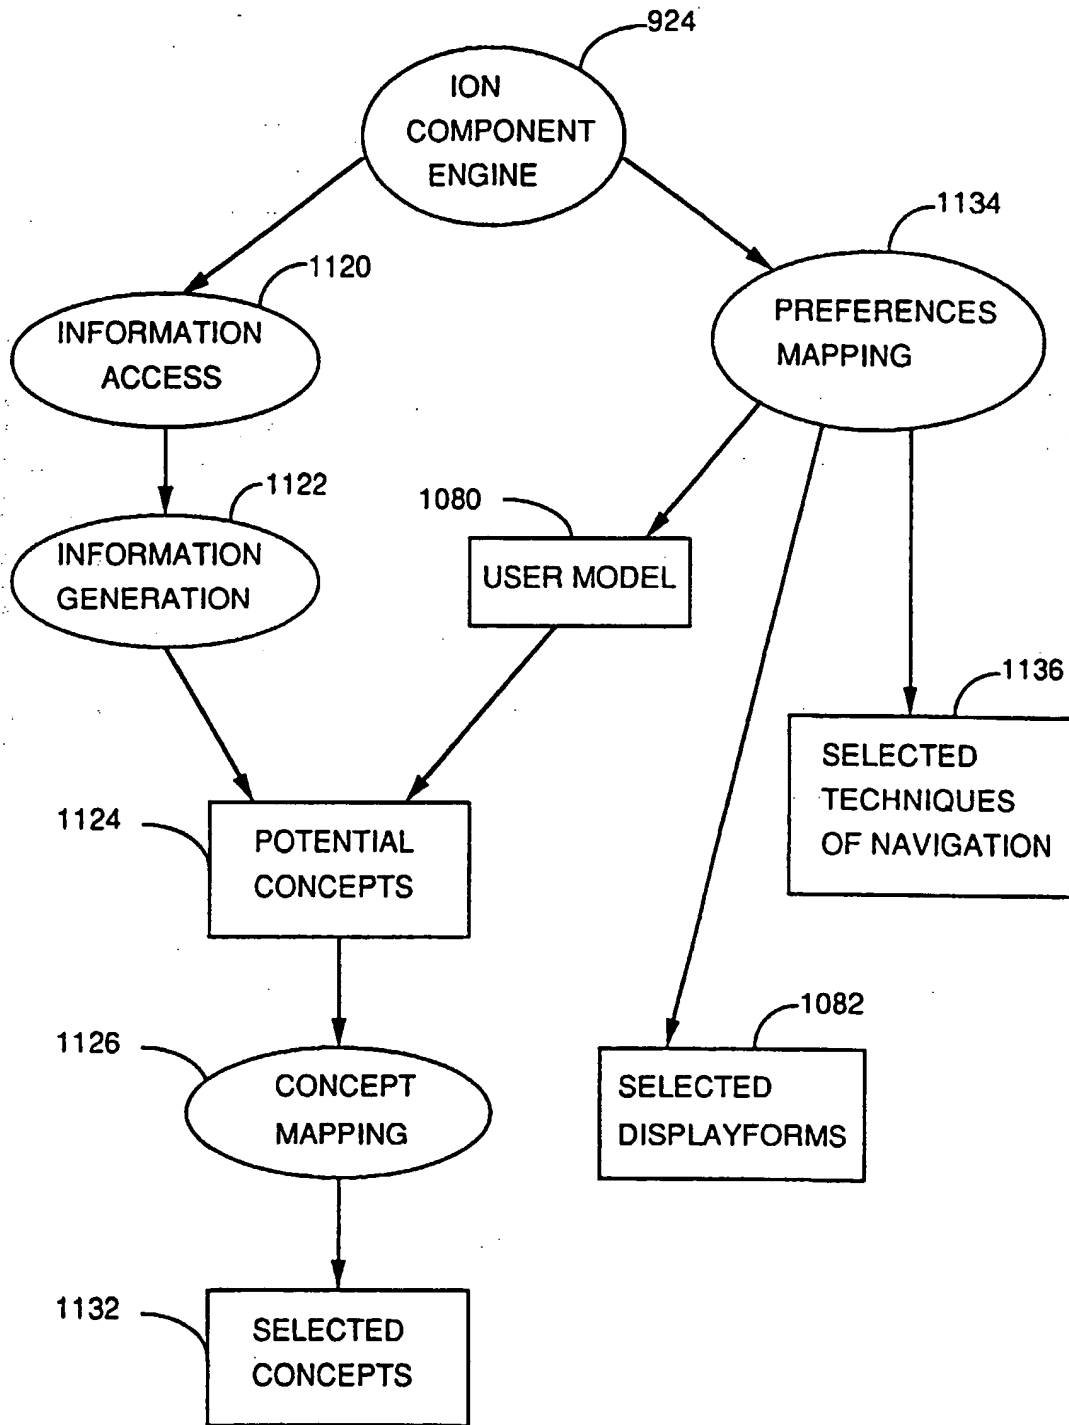 924
ION
COMPONENT
ENGINE
1134
PREFERENCES
MAPPING
1120
INFORMATION
ACCESS
1122
INFORMATION
GENERATION
1080
USER MODEL
1136
SELECTED
TECHNIQUES
OF NAVIGATION
1124
POTENTIAL
CONCEPTS
1082
SELECTED
DISPLAYFORMS
1126
CONCEPT
MAPPING
1132
SELECTED
CONCEPTS